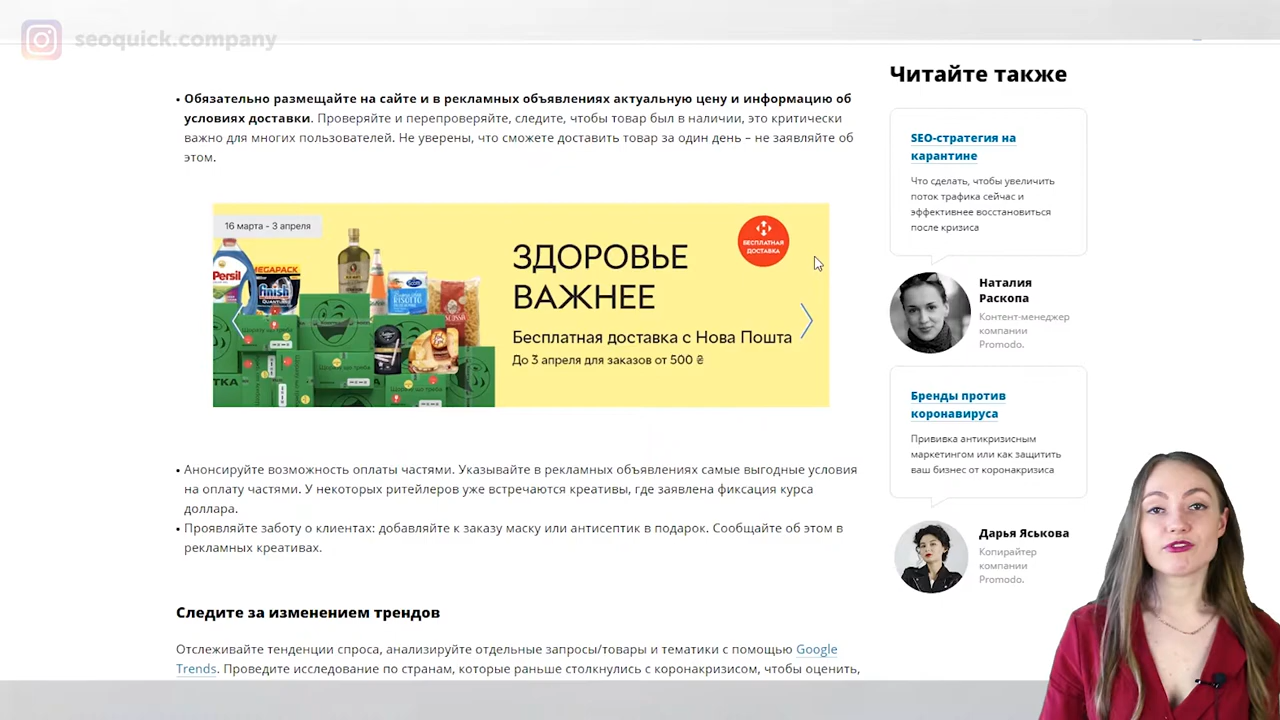 seoquick.company
▪ Обязательно размещайте на сайте и в рекламных объявлениях актуальную цену и информацию об
условиях доставки. Проверяйте и перепроверяйте, следите, чтобы товар был в наличии, это критически
важно для многих пользователей. Не уверены, что сможете доставить товар за один день – не заявляйте об
этом.
16 марта - 3 апреля
БЕСПЛАТНАЯ
ДОСТАВКА
ЗДОРОВЬЕ
ВАЖНЕЕ
Бесплатная доставка с Нова Пошта
До 3 апреля для заказов от 500 ₴
Persil
MEGAPACK
finish
QUANTUM
RISOTTO
▪ Анонсируйте возможность оплаты частями. Указывайте в рекламных объявлениях самые выгодные условия
на оплату частями. У некоторых ритейлеров уже встречаются креативы, где заявлена фиксация курса
доллара.
▪ Проявляйте заботу о клиентах: добавляйте к заказу маску или антисептик в подарок. Сообщайте об этом в
рекламных креативах.
Следите за изменением трендов
Отслеживайте тенденции спроса, анализируйте отдельные запросы/товары и тематики с помощью Google
Trends. Проведите исследование по странам, которые раньше столкнулись с коронакризисом, чтобы оценить,
Читайте также
SEO-стратегия на
карантине
Что сделать, чтобы увеличить
поток трафика сейчас и
эффективнее восстановиться
после кризиса
Наталия
Раскопа
Контент-менеджер
компании
Promodo.
Бренды против
коронавируса
Прививка антикризисным
маркетингом или как защитить
ваш бизнес от коронакризиса
Дарья Яськова
Копирайтер
компании
Promodo.